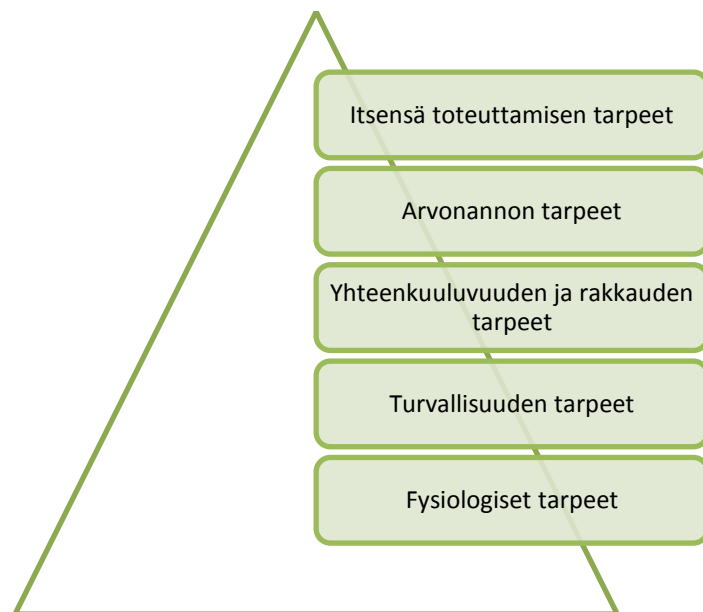 Itsensä toteuttamisen tarpeet
Arvonannon tarpeet
Yhteenkuuluvuuden ja rakkauden
tarpeet
Turvallisuuden tarpeet
Fysiologiset tarpeet